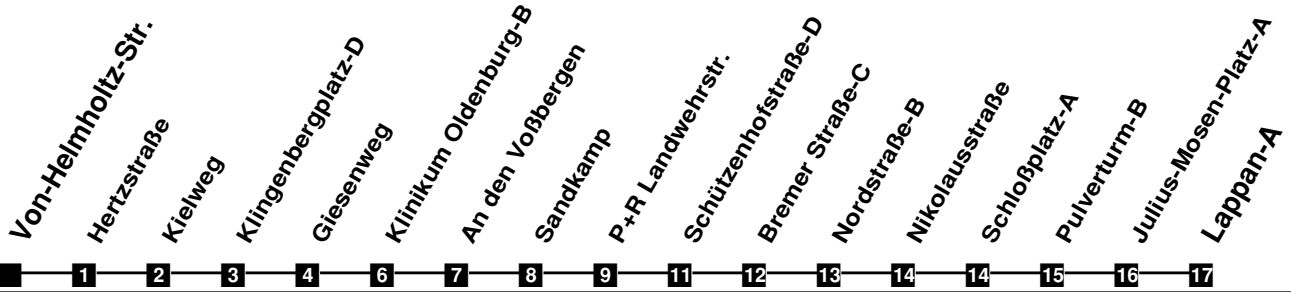 Von-Helmholtz-Str.
Hertzstraße
Kielweg
Klingenbergplatz-D
Giesenweg
Klinikum Oldenburg-B
An den Voßbergen
Sandkamp
P+R Landwehrstr.
Schützenhofstraße-D
Bremer Straße-C
Nordstraße-B
Nikolausstraße
Schloßplatz-A
Pulverturm-B
Julius-Mosen-Platz-A
Lappan-A
1 2 3 4 6 7 8 9 11 12 13 14 14 15 16 17